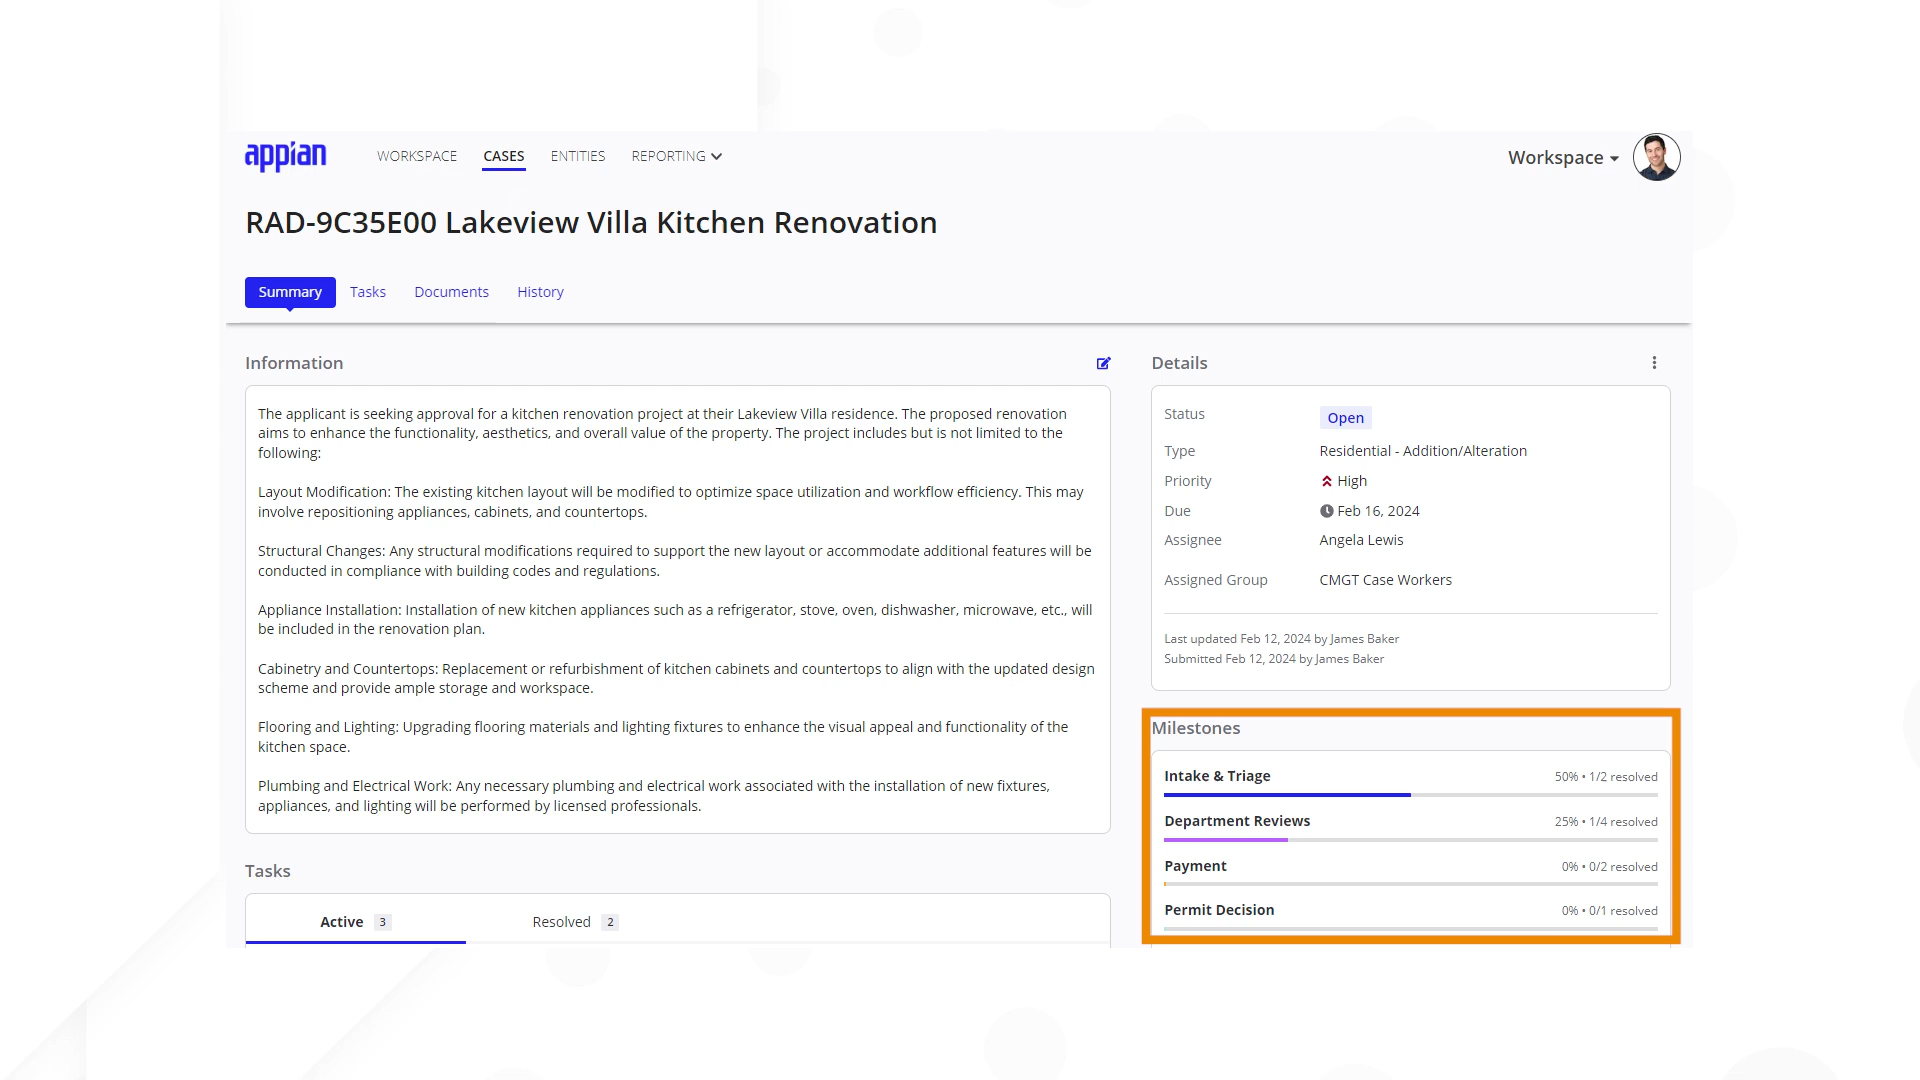 appian
WORKSPACE CASES ENTITIES REPORTING
Workspace
RAD-9C35E00 Lakeview Villa Kitchen Renovation
Summary Tasks Documents History
Information
The applicant is seeking approval for a kitchen renovation project at their Lakeview Villa residence. The proposed renovation
aims to enhance the functionality, aesthetics, and overall value of the property. The project includes but is not limited to the
following:
Layout Modification: The existing kitchen layout will be modified to optimize space utilization and workflow efficiency. This may
involve repositioning appliances, cabinets, and countertops.
Structural Changes: Any structural modifications required to support the new layout or accommodate additional features will be
conducted in compliance with building codes and regulations.
Appliance Installation: Installation of new kitchen appliances such as a refrigerator, stove, oven, dishwasher, microwave, etc., will
be included in the renovation plan.
Cabinetry and Countertops: Replacement or refurbishment of kitchen cabinets and countertops to align with the updated design
scheme and provide ample storage and workspace.
Flooring and Lighting: Upgrading flooring materials and lighting fixtures to enhance the visual appeal and functionality of the
kitchen space.
Plumbing and Electrical Work: Any necessary plumbing and electrical work associated with the installation of new fixtures,
appliances, and lighting will be performed by licensed professionals.
Tasks
Active 3 Resolved 2
Details
Status Open
Type Residential - Addition/Alteration
Priority High
Due Feb 16, 2024
Assignee Angela Lewis
Assigned Group CMGT Case Workers
Last updated Feb 12, 2024 by James Baker
Submitted Feb 12, 2024 by James Baker
Milestones
Intake & Triage 50% • 1/2 resolved
Department Reviews 25% • 1/4 resolved
Payment 0% • 0/2 resolved
Permit Decision 0% • 0/1 resolved